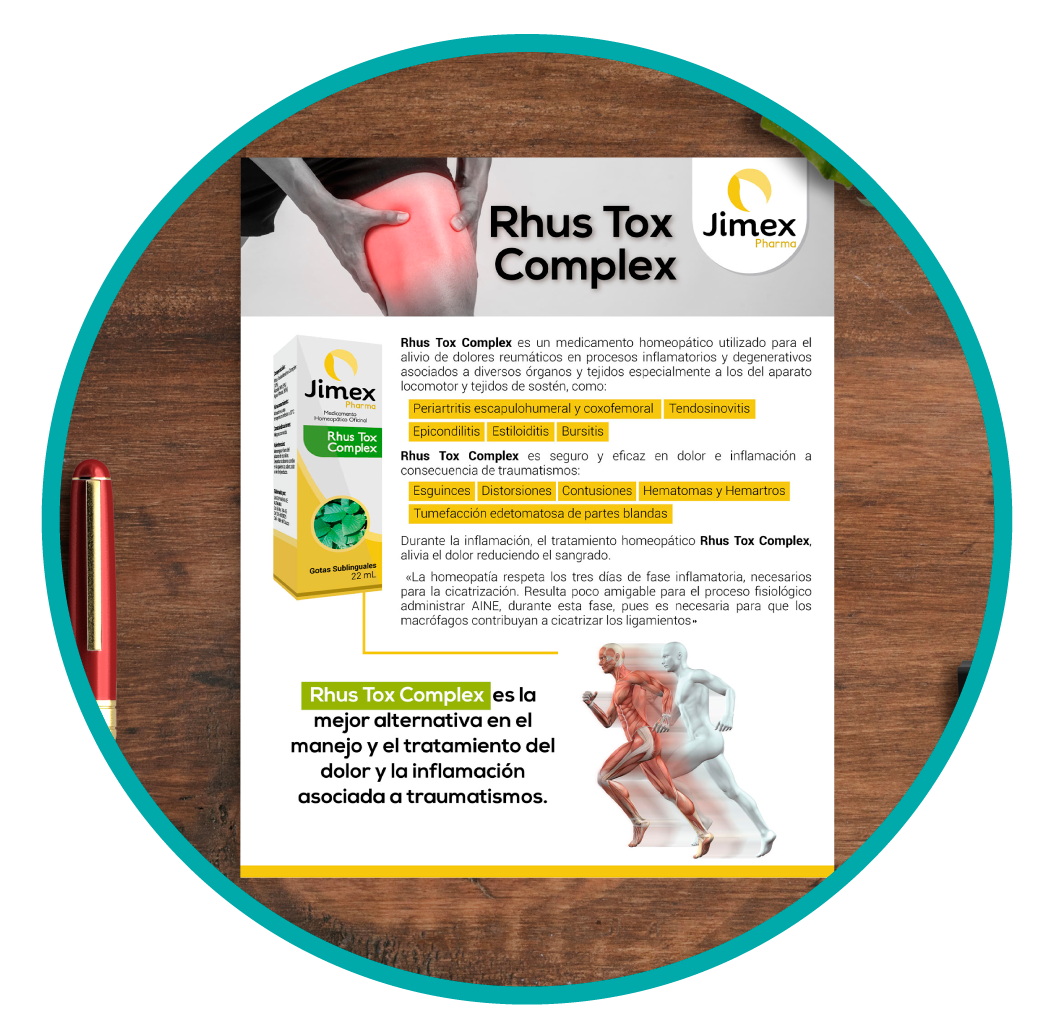 Rhus Tox
Complex
Jimex
Pharma
Rhus Tox Complex es un medicamento homeopático utilizado para el
alivio de dolores reumáticos en procesos inflamatorios y degenerativos
asociados a diversos órganos y tejidos especialmente a los del aparato
locomotor y tejidos de sostén, como:
Periartritis escapulohumeral y coxofemoral Tendosinovitis
Epicondilitis Estiloiditis Bursitis
Rhus Tox Complex es seguro y eficaz en dolor e inflamación a
consecuencia de traumatismos:
Esguinces Distorsiones Contusiones Hematomas y Hemartros
Tumefacción edetomatosa de partes blandas
Durante la inflamación, el tratamiento homeopático Rhus Tox Complex,
alivia el dolor reduciendo el sangrado.
«La homeopatía respeta los tres días de fase inflamatoria, necesarios
para la cicatrización. Resulta poco amigable para el proceso fisiológico
administrar AINE, durante esta fase, pues es necesaria para que los
macrófagos contribuyan a cicatrizar los ligamientos»
Jimex
Pharma
Medicamento
Homeopático Oficial
Rhus Tox
Complex
Gotas Sublinguales
22 mL
Rhus Tox Complex es la
mejor alternativa en el
manejo y el tratamiento del
dolor y la inflamación
asociada a traumatismos.